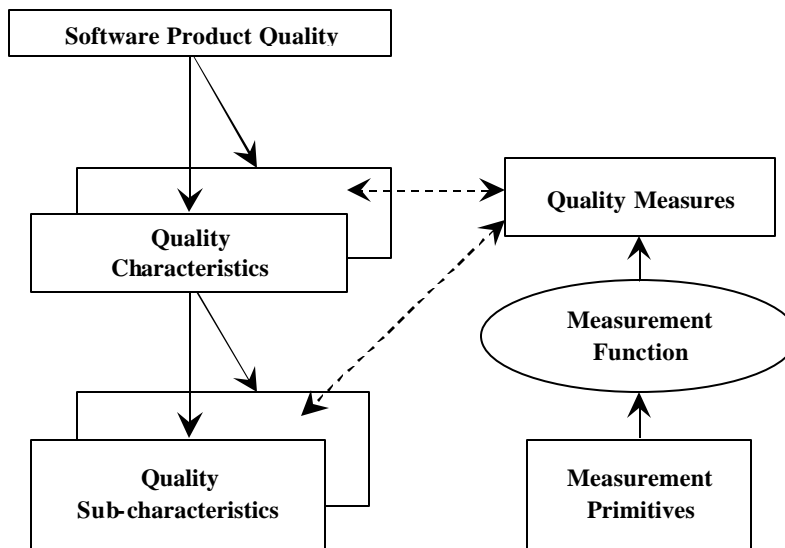 Software Product Quality
Quality
Characteristics
Quality
Sub-characteristics
Quality Measures
Measurement
Function
Measurement
Primitives